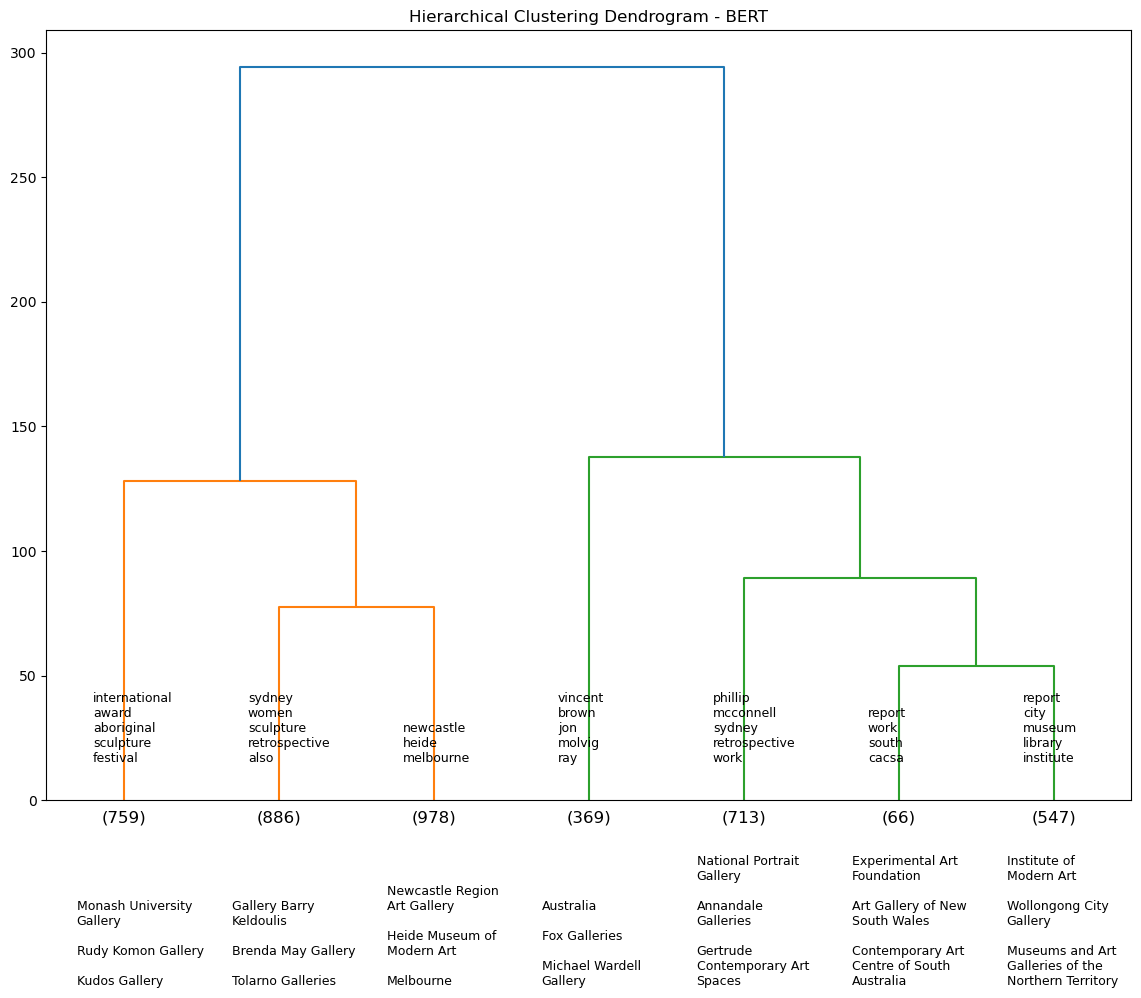 Hierarchical Clustering Dendrogram - BERT
300
250
200
150
100
50
0
international
award
aboriginal
sculpture
festival
sydney
women
sculpture
retrospective
also
newcastle
heide
melbourne
vincent
brown
jon
molvig
ray
phillip
mcconnell
sydney
retrospective
work
report
work
south
cacsa
report
city
museum
library
institute
(759)
(886)
(978)
(369)
(713)
(66)
(547)
Monash University
Gallery
Rudy Komon Gallery
Kudos Gallery
Gallery Barry
Keldoulis
Brenda May Gallery
Tolarno Galleries
Newcastle Region
Art Gallery
Heide Museum of
Modern Art
Melbourne
Australia
Fox Galleries
Michael Wardell
Gallery
National Portrait
Gallery
Annandale
Galleries
Gertrude
Contemporary Art
Spaces
Experimental Art
Foundation
Art Gallery of New
South Wales
Contemporary Art
Centre of South
Australia
Institute of
Modern Art
Wollongong City
Gallery
Museums and Art
Galleries of the
Northern Territory